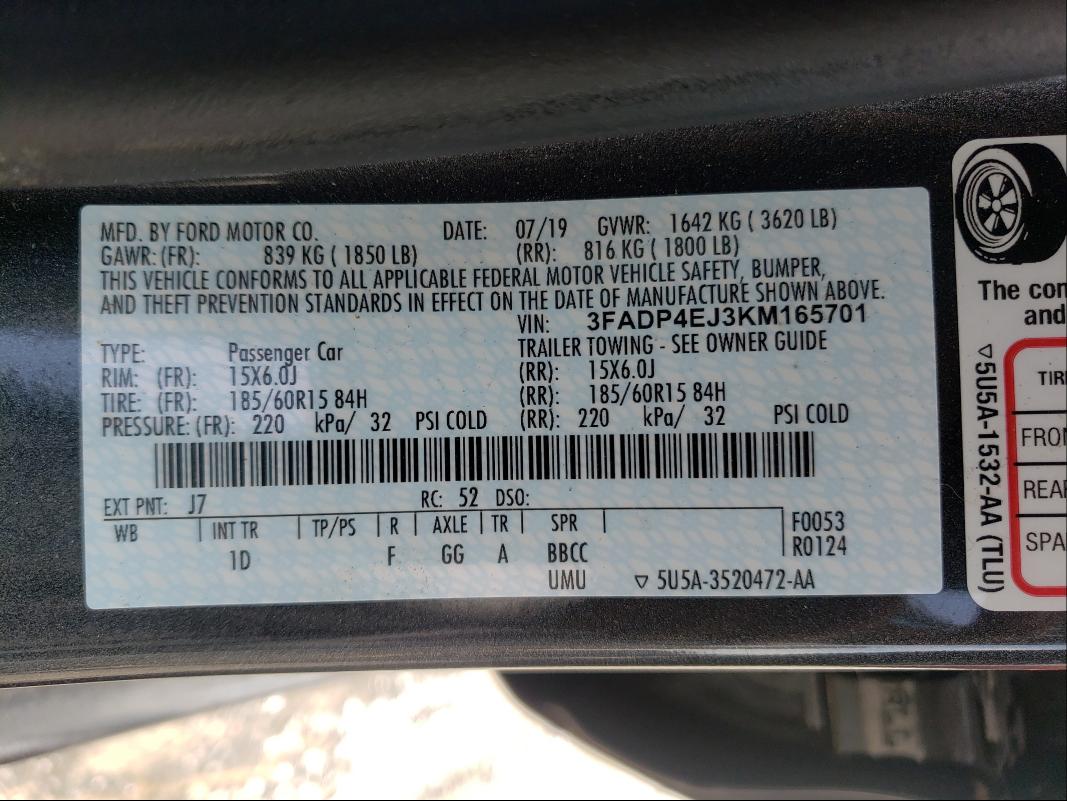 MFD. BY FORD MOTOR CO. DATE: 07/19 GVWR: 1642 KG ( 3620 LB)
GAWR: (FR): 839 KG ( 1850 LB) (RR): 816 KG ( 1800 LB)
THIS VEHICLE CONFORMS TO ALL APPLICABLE FEDERAL MOTOR VEHICLE SAFETY, BUMPER,
AND THEFT PREVENTION STANDARDS IN EFFECT ON THE DATE OF MANUFACTURE SHOWN ABOVE.
VIN: 3FADP4EJ3KM165701
TYPE: Passenger Car TRAILER TOWING - SEE OWNER GUIDE
RIM: (FR): 15X6.0J (RR): 15X6.0J
TIRE: (FR): 185/60R15 84H (RR): 185/60R15 84H
PRESSURE: (FR): 220 kPa/ 32 PSI COLD (RR): 220 kPa/ 32 PSI COLD
EXT PNT: J7 RC: 52 DSO:
WB INT TR TP/PS R AXLE TR SPR F0053
1D F GG A BBCC R0124
UMU ▽ 5U5A-3520472-AA
The con
and
▽5U5A-1532-AA (TLU)
TIR
FRON
REAR
SPA